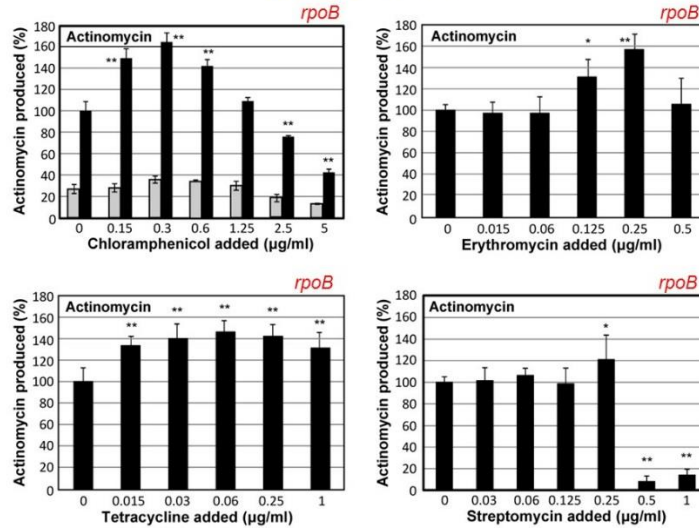 rpoB
Actinomycin
Actinomycin produced (%)
180
160
140
120
100
80
60
40
20
0
**
**
**
**
**
0 0.15 0.3 0.6 1.25 2.5 5
Chloramphenicol added (µg/ml)
rpoB
Actinomycin
Actinomycin produced (%)
180
160
140
120
100
80
60
40
20
0
*
**
0 0.015 0.06 0.125 0.25 0.5
Erythromycin added (µg/ml)
rpoB
Actinomycin
Actinomycin produced (%)
180
160
140
120
100
80
60
40
20
0
**
**
**
**
**
0 0.015 0.03 0.06 0.25 1
Tetracycline added (µg/ml)
rpoB
Actinomycin
Actinomycin produced (%)
180
160
140
120
100
80
60
40
20
0
*
**
**
0 0.03 0.06 0.125 0.25 0.5 1
Streptomycin added (µg/ml)